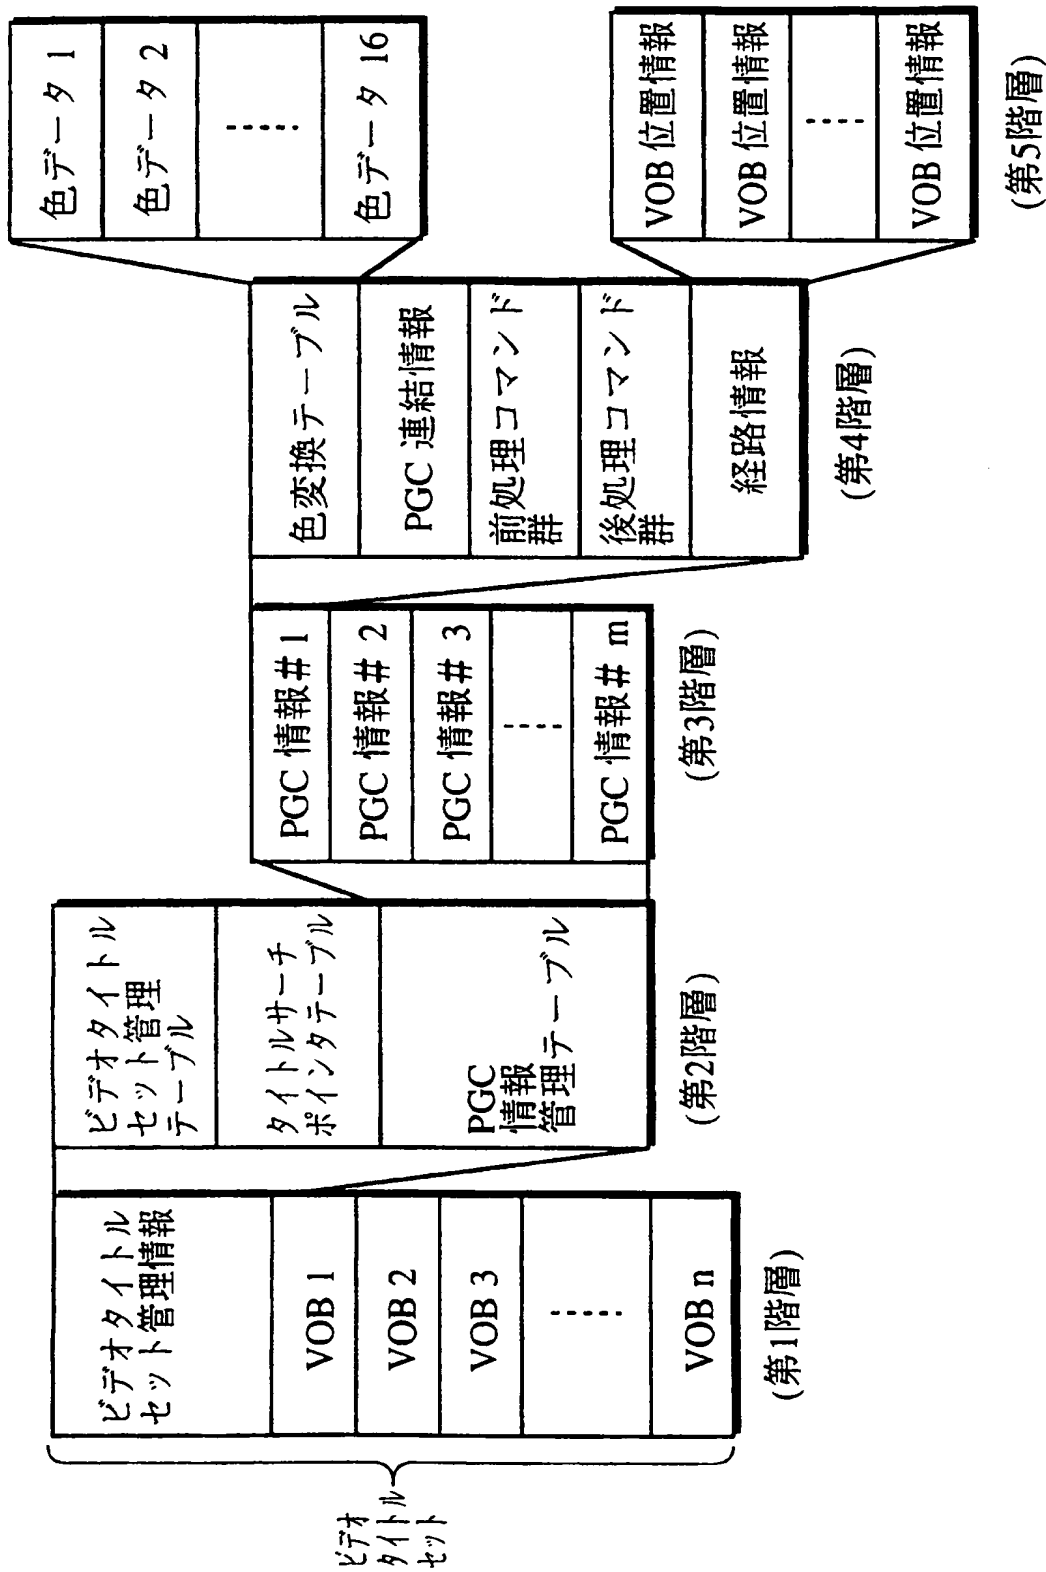 ビデオ
タイトル
セット
ビデオタイトル
セット管理情報
VOB 1
VOB 2
VOB 3
VOB n
(第1階層)
ビデオタイトル
セット管理
テーブル
タイトルサーチ
ポインタテーブル
PGC
情報
管理テーブル
(第2階層)
PGC 情報# 1
PGC 情報# 2
PGC 情報# 3
PGC 情報# m
(第3階層)
色変換テーブル
PGC 連結情報
前処理コマンド
群
後処理コマンド
群
経路情報
(第4階層)
色データ 1
色データ 2
色データ 16
VOB 位置情報
VOB 位置情報
VOB 位置情報
(第5階層)